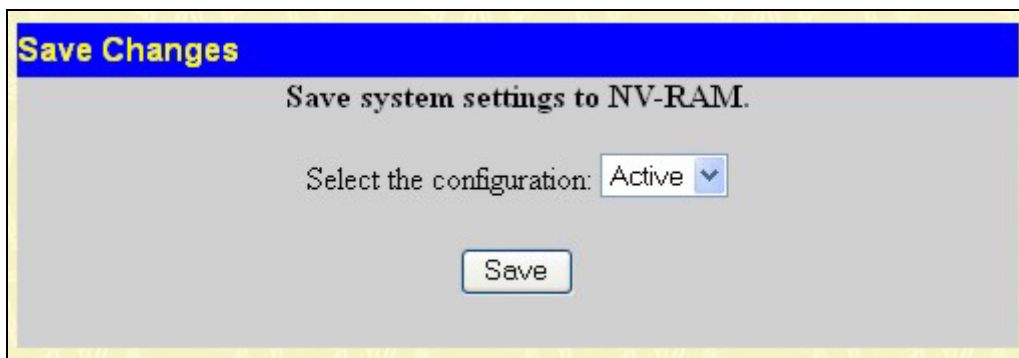 Save Changes
Save system settings to NV-RAM.
Select the configuration: Active
Save